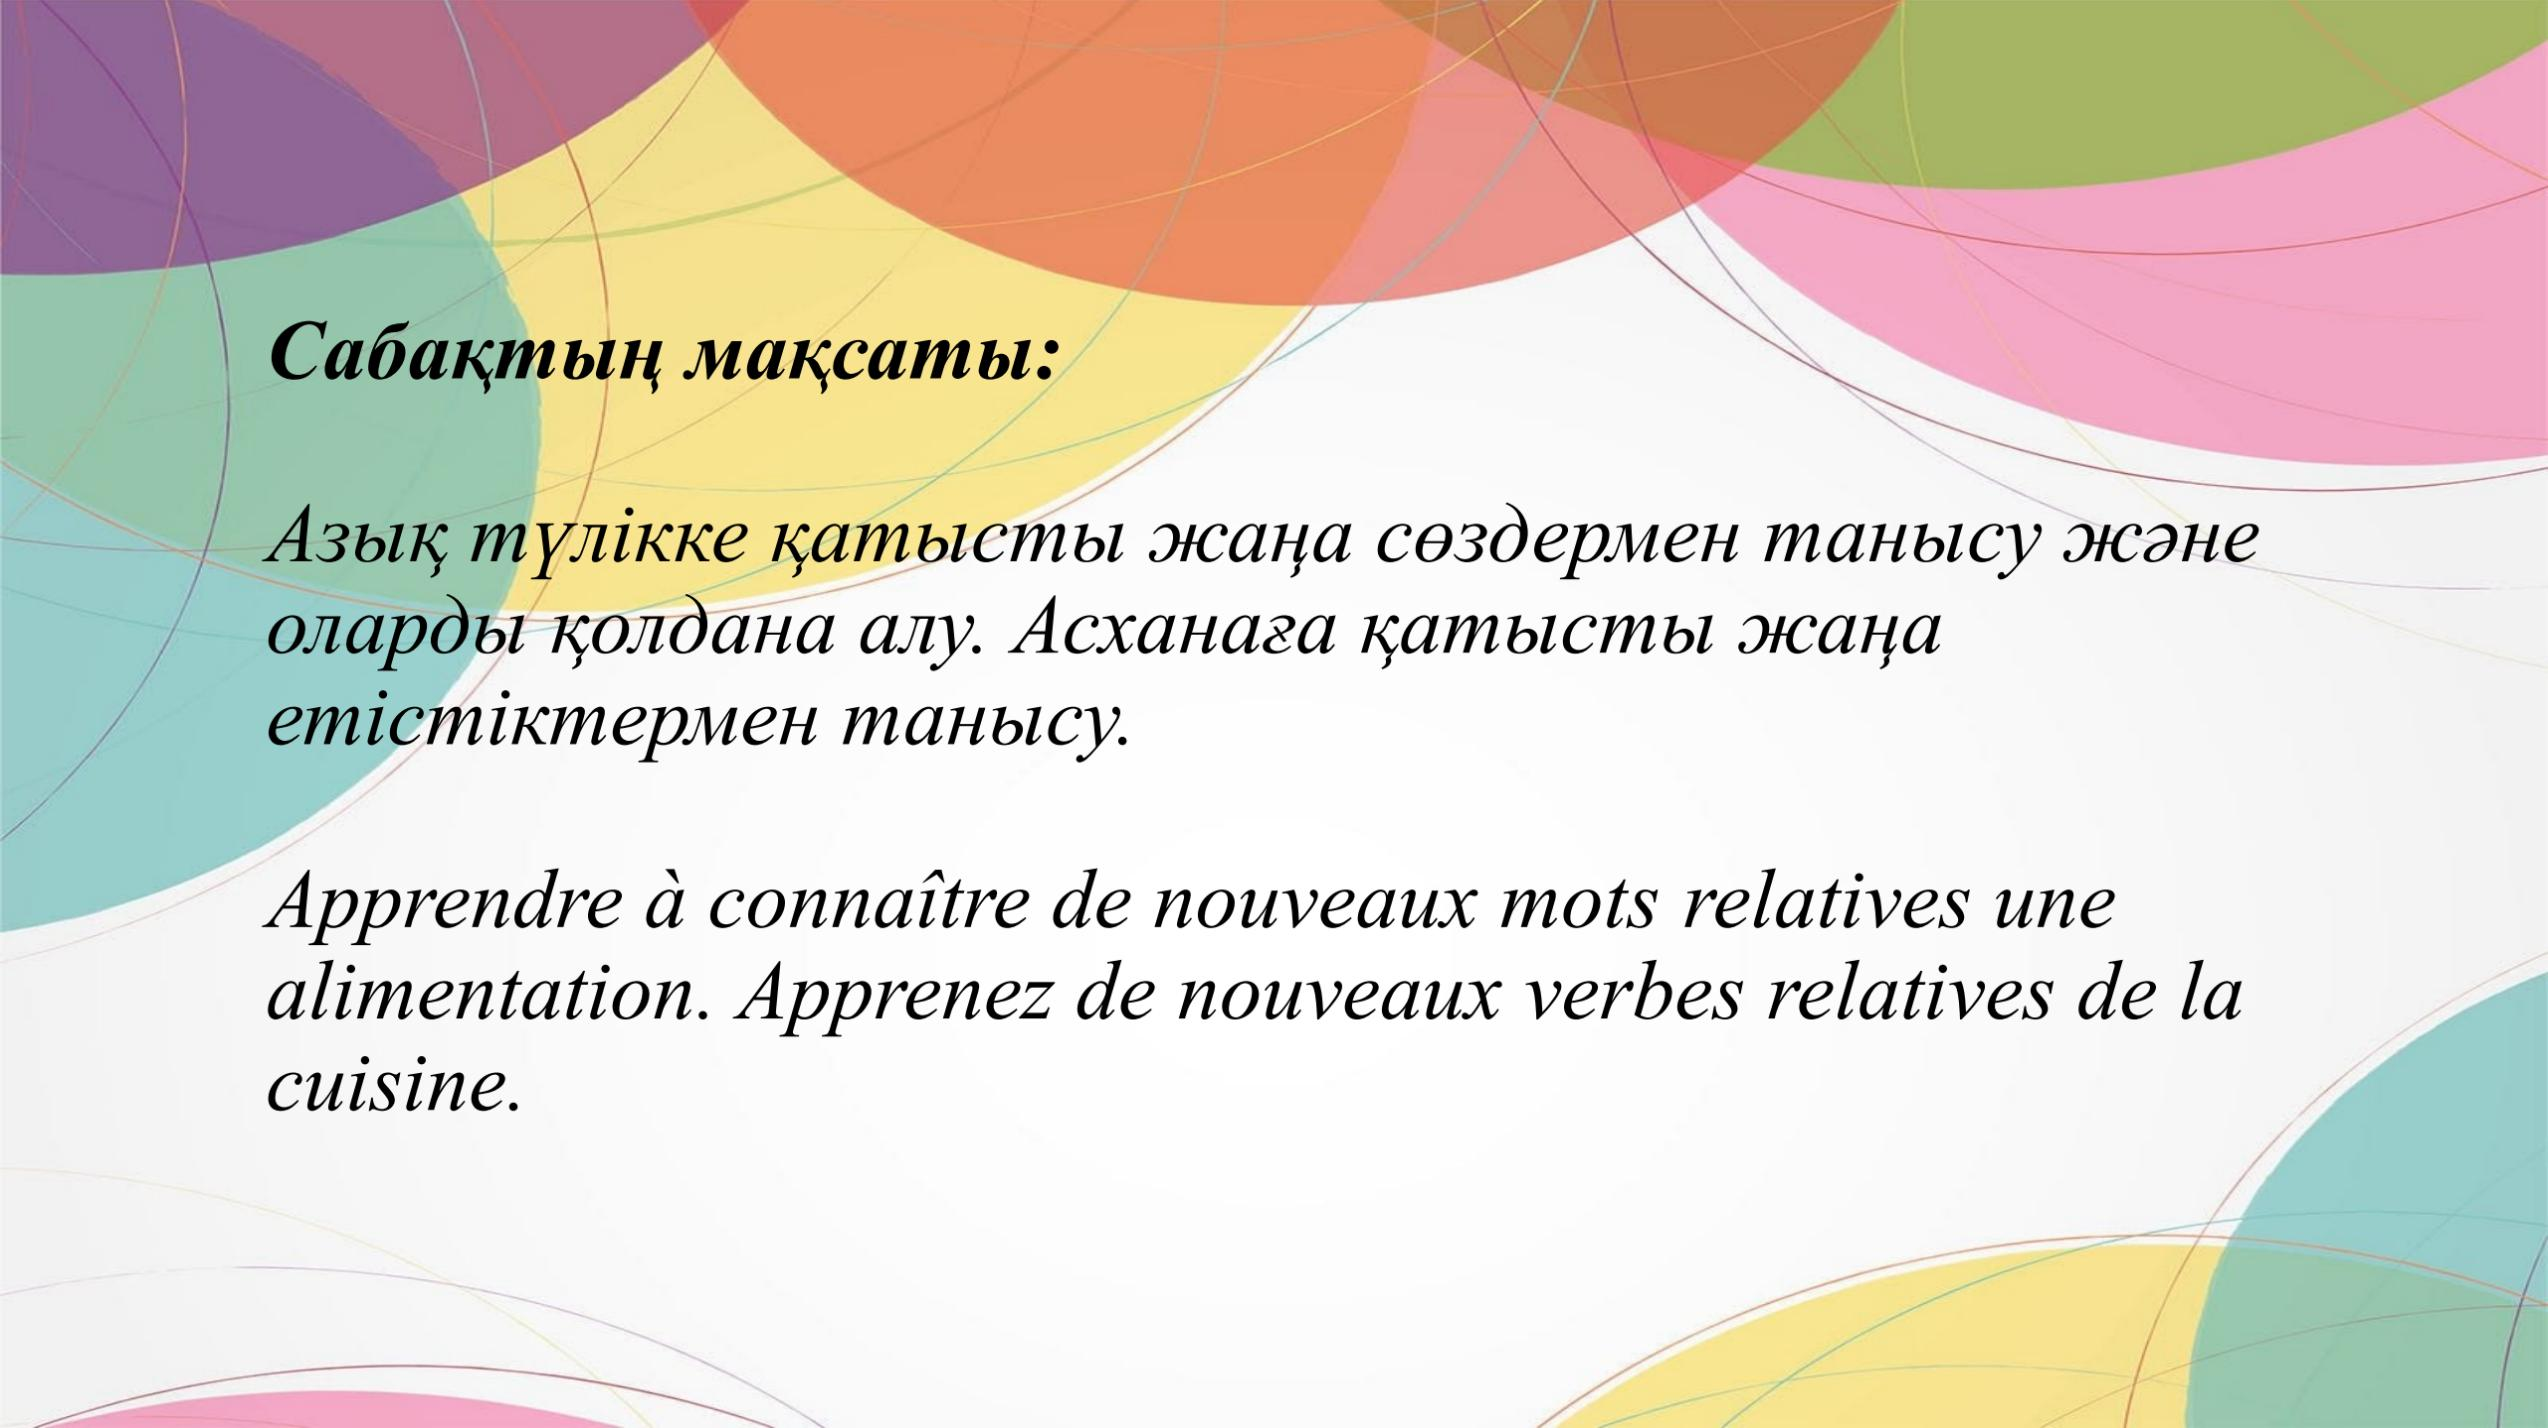 Сабақтың мақсаты:
Азық түлікке қатысты жаңа сөздермен танысу және
оларды қолдана алу. Асханаға қатысты жаңа
етістіктермен танысу.
Apprendre à connaître de nouveaux mots relatives une
alimentation. Apprenez de nouveaux verbes relatives de la
cuisine.